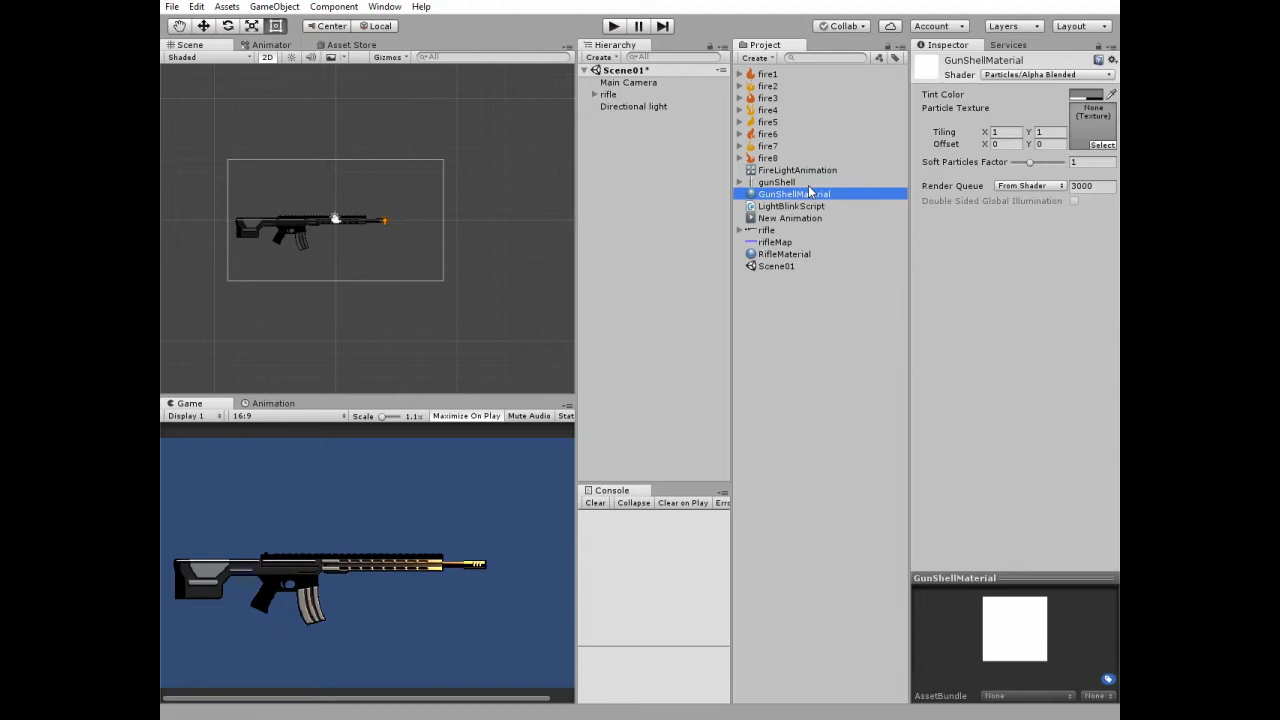 File Edit Assets GameObject Component Window Help
Center Local Collab Account Layers Layout
Scene Animator Asset Store
Shaded 2D Gizmos All
Hierarchy
Create All
Scene01*
Main Camera
rifle
Directional light
Project
Create
fire1
fire2
fire3
fire4
fire5
fire6
fire7
fire8
FireLightAnimation
gunShell
GunShellMaterial
LightBlinkScript
New Animation
rifle
rifleMap
RifleMaterial
Scene01
Inspector Services
GunShellMaterial
Shader Particles/Alpha Blended
Tint Color
Particle Texture None
(Texture)
Tiling X 1 Y 1
Offset X 0 Y 0 Select
Soft Particles Factor 1
Render Queue From Shader 3000
Double Sided Global Illumination
Game Animation
Display 1 16:9 Scale 1.1x Maximize On Play Mute Audio Stat
Console
Clear Collapse Clear on Play Erro
GunShellMaterial
AssetBundle None None